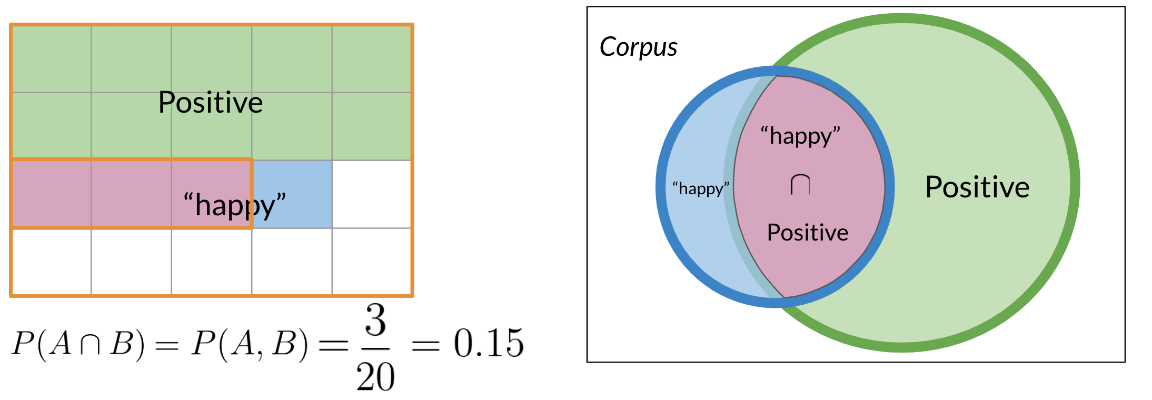 Positive
“happy”
P(A ∩ B) = P(A, B) = 3/20 = 0.15
Corpus
“happy”
“happy”
∩
Positive
Positive